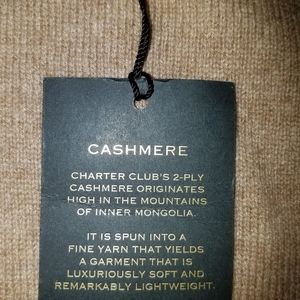 CASHMERE
CHARTER CLUB'S 2-PLY
CASHMERE ORIGINATES
HIGH IN THE MOUNTAINS
OF INNER MONGOLIA.
IT IS SPUN INTO A
FINE YARN THAT YIELDS
A GARMENT THAT IS
LUXURIOUSLY SOFT AND
REMARKABLY LIGHTWEIGHT.